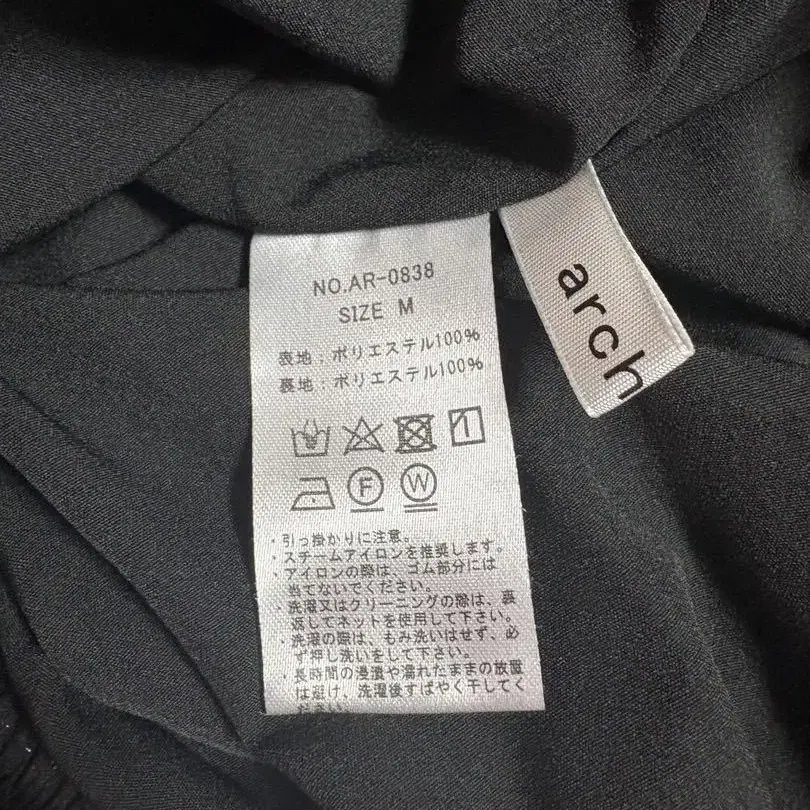 NO.AR-0838
SIZE M
表地：ポリエステル100%
裏地：ポリエステル100%
F
W
・引っ掛かりに注意。
・スチームアイロンを推奨します。
・アイロンの際は、ゴム部分には
当てないでください。
・洗濯又はクリーニングの際は、裏
返してネットを使用して下さい。
・洗濯の際は、もみ洗いはせず、必
ず押し洗いをして下さい。
・長時間の浸漬や濡れたままの放置
は避け、洗濯後すばやく干してく
ださい。
arch